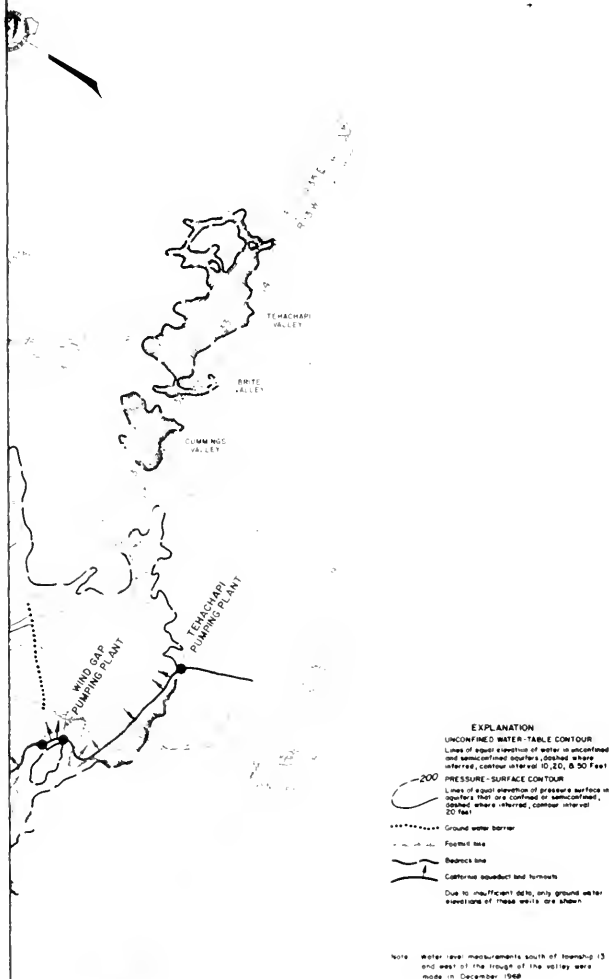 TEHACHAPI
VALLEY
BRITE
VALLEY
CUMMINGS
VALLEY
TEHACHAPI
PUMPING PLANT
WIND GAP
PUMPING PLANT
EXPLANATION
UNCONFINED WATER-TABLE CONTOUR
Lines of equal elevation of water in unconfined
and semiconfined aquifers, dashed where
inferred, contour interval 10, 20, & 50 Feet
200 PRESSURE-SURFACE CONTOUR
Lines of equal elevation of pressure surface in
aquifers that are confined or semiconfined,
dashed where inferred, contour interval
20 feet
Ground water barrier
Foothill line
Bedrock line
California aqueduct and turnouts
Due to insufficient data, only ground water
elevations of these wells are shown
Note: Water level measurements south of township 13
and west of the trough of the valley were
made in December 1968